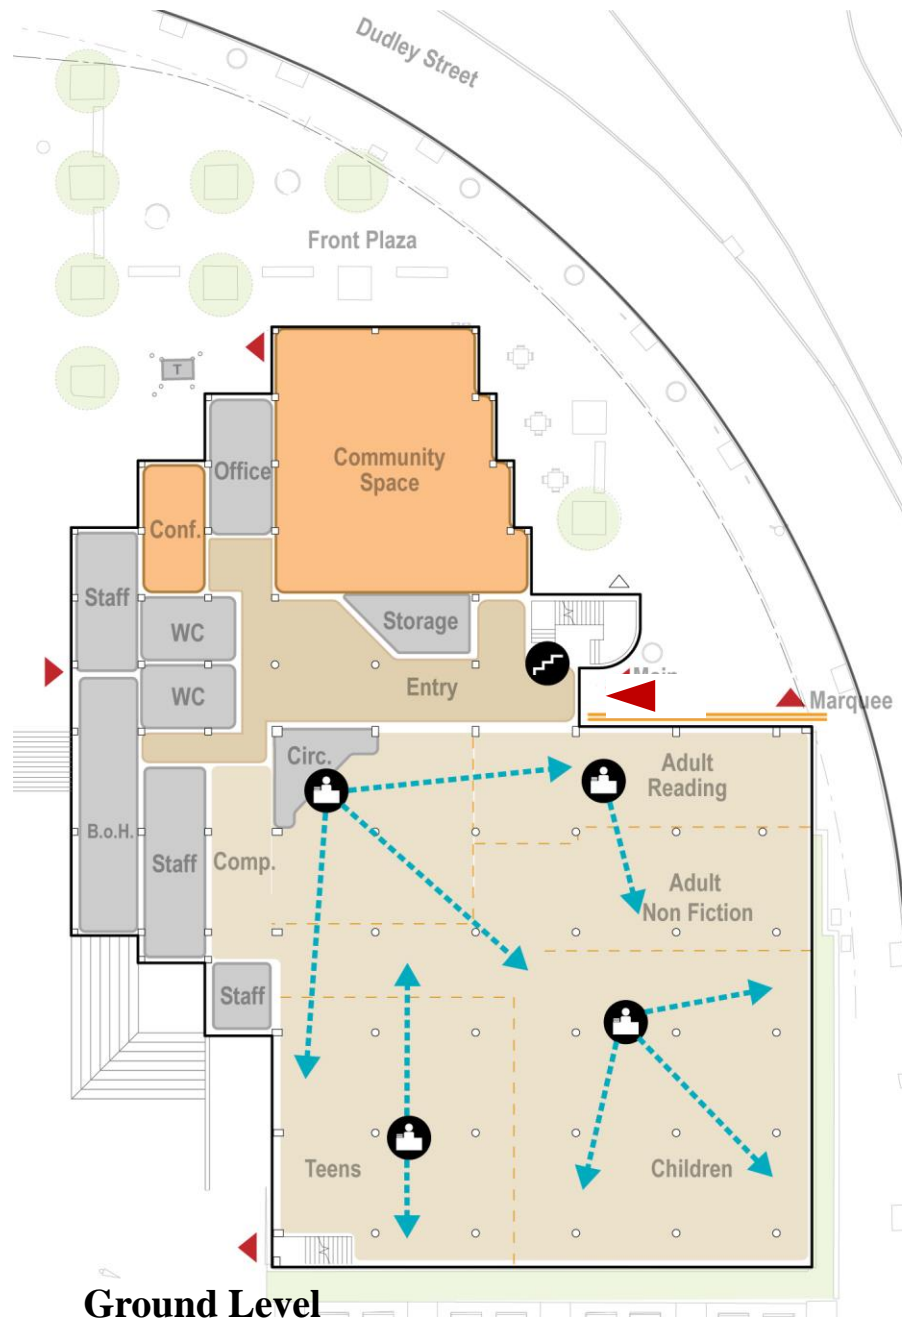 Dudley Street
Front Plaza
T
Community
Space
Office
Conf.
Staff
WC
Storage
WC
Entry
Marquee
Circ.
Adult
Reading
B.o.H.
Staff
Comp.
Adult
Non Fiction
Staff
Teens
Children
Ground Level